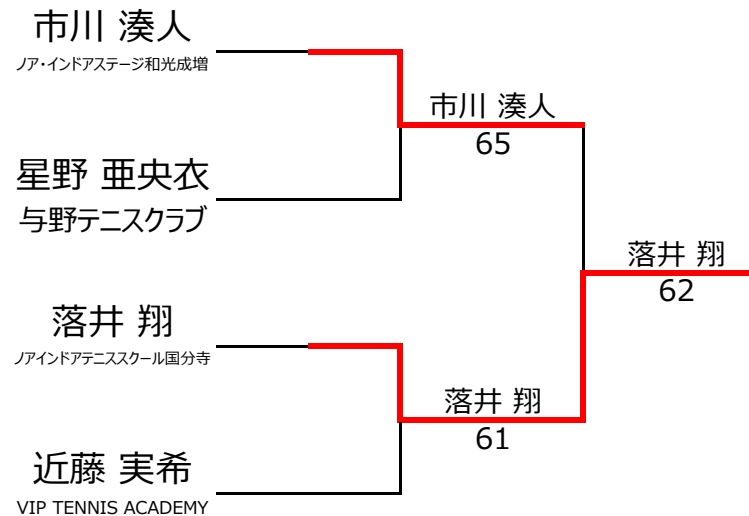 市川 湊人
ノア・インドアステージ和光成増
市川 湊人
65
星野 亜央衣
与野テニスクラブ
落井 翔
62
落井 翔
ノアインドアテニススクール国分寺
落井 翔
61
近藤 実希
VIP TENNIS ACADEMY